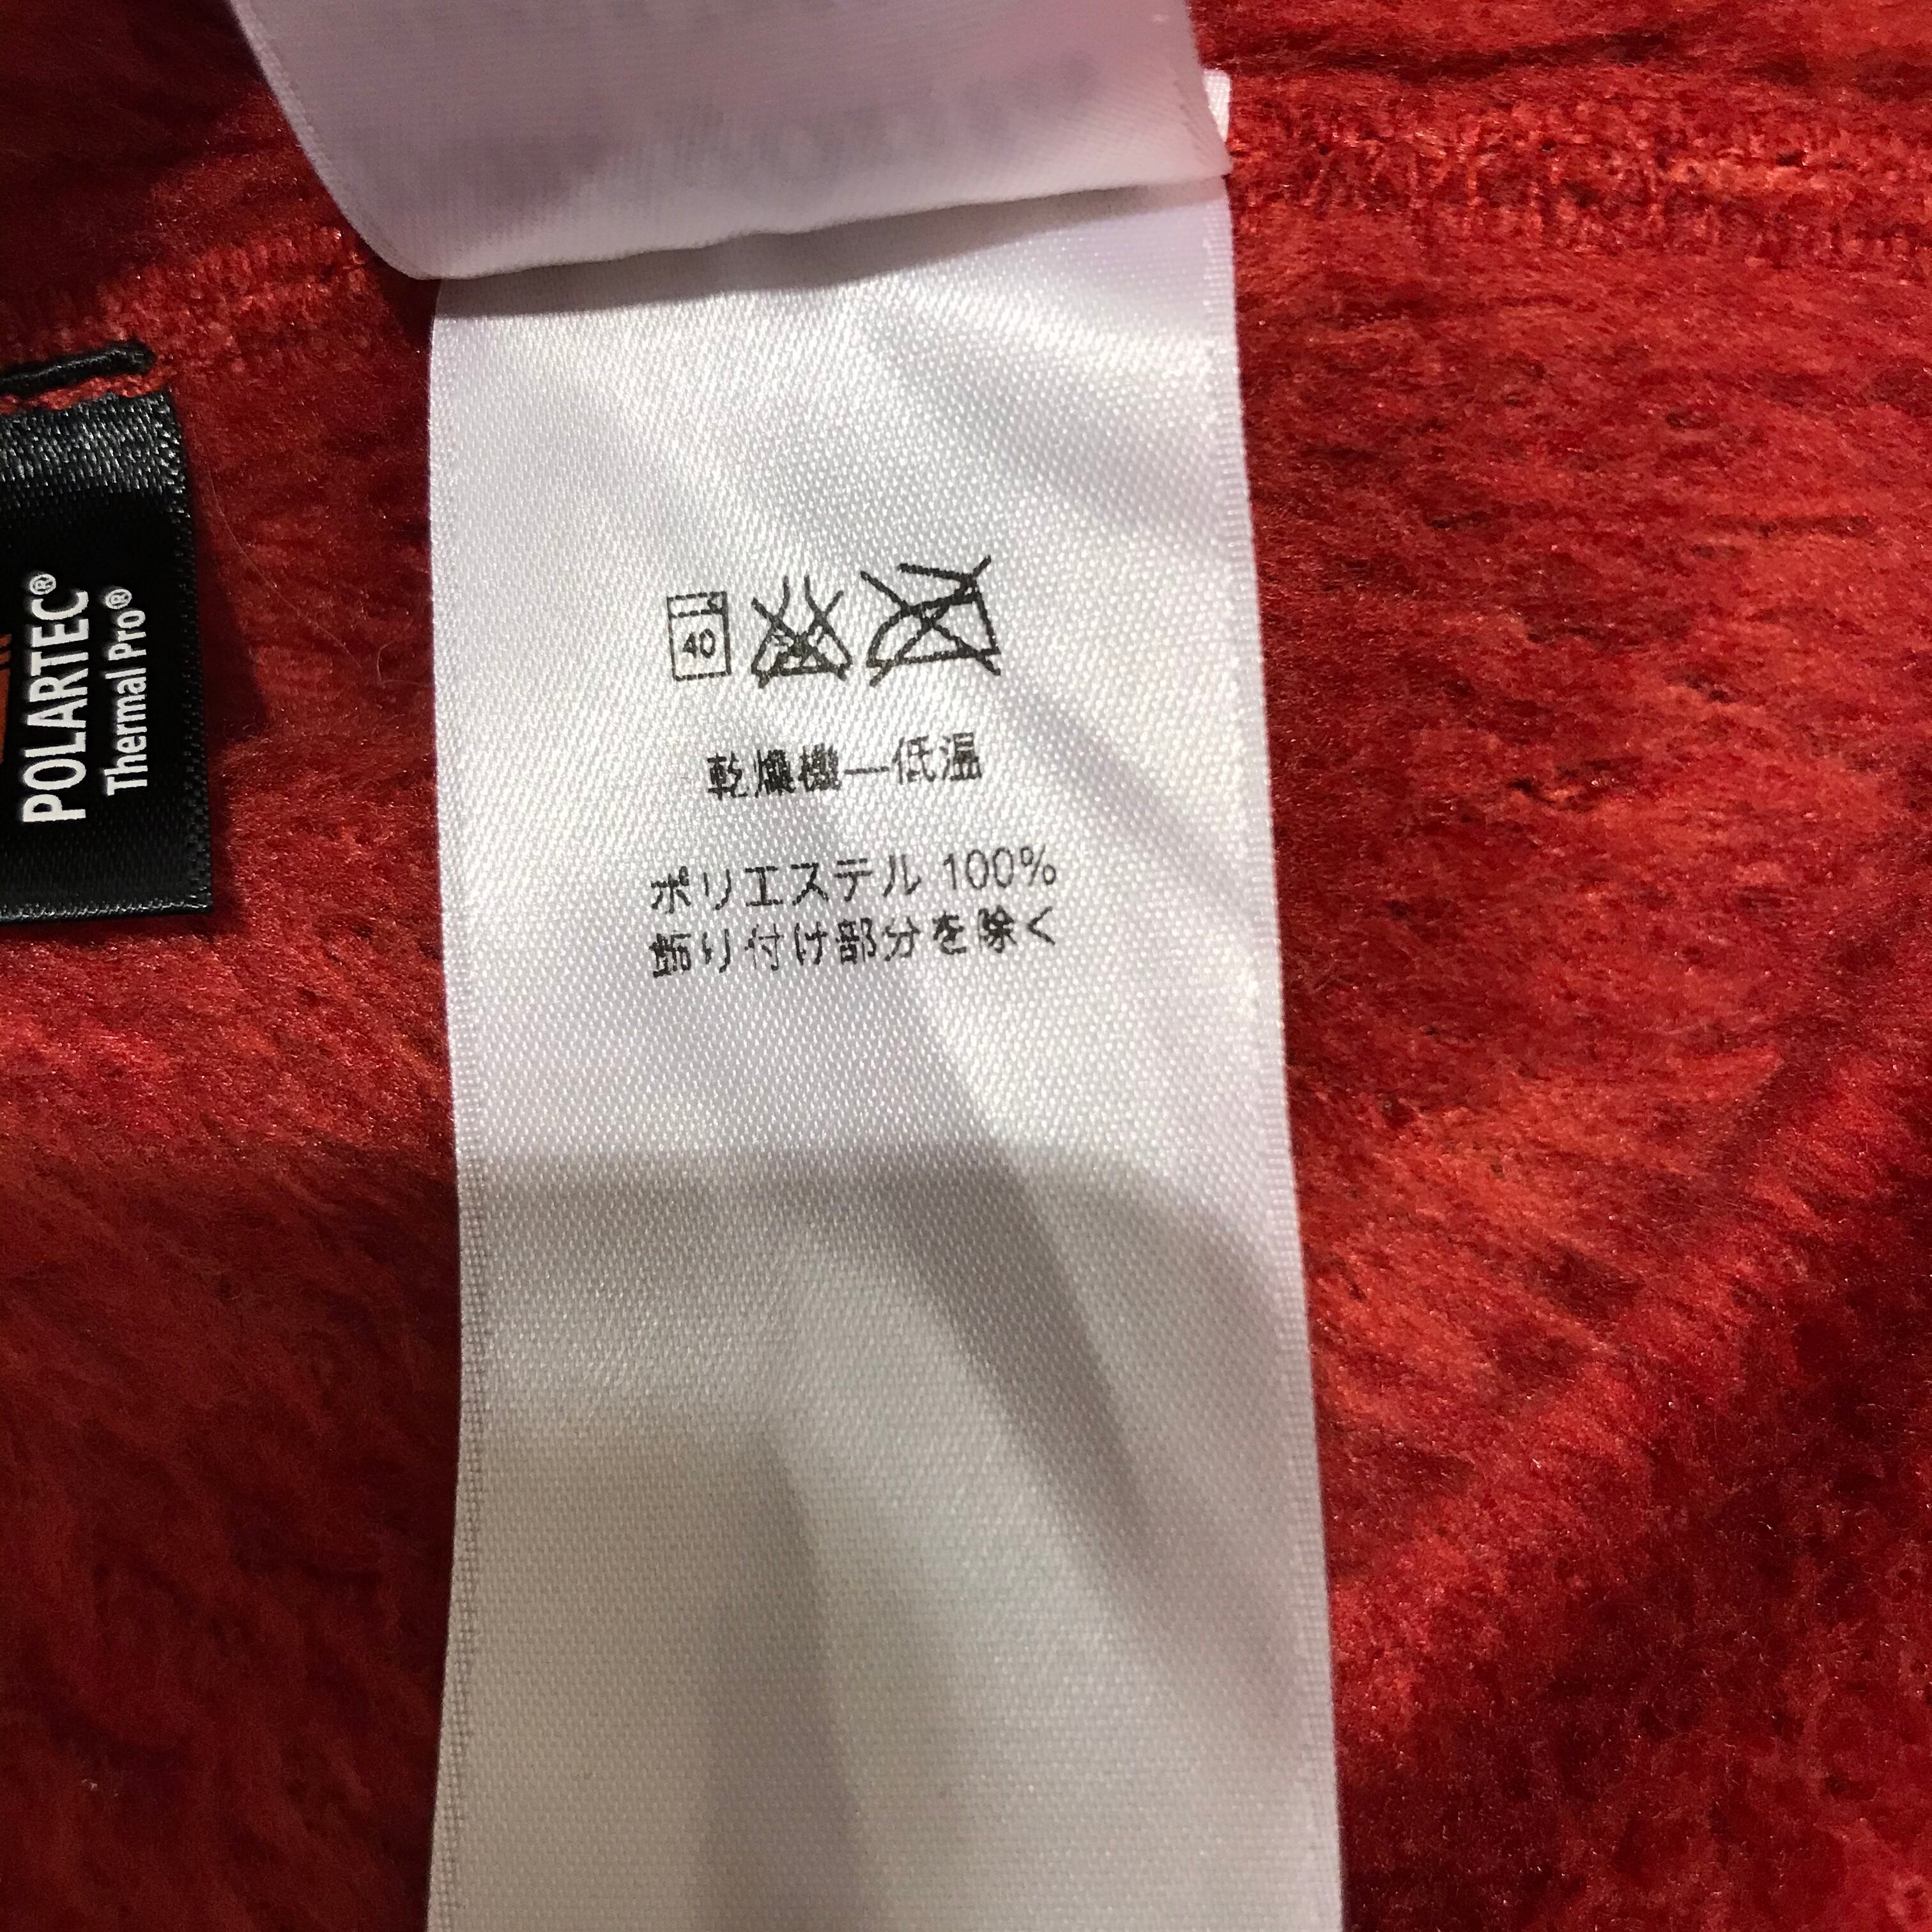 POLARTEC®
Thermal Pro®
40
乾燥機—低温
ポリエステル 100%
飾り付け部分を除く